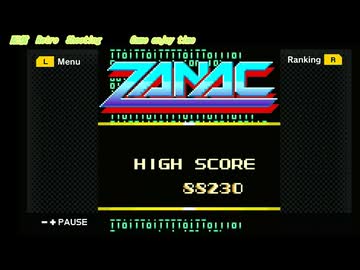 Retro Shooting Game enjoy time
L Menu
Ranking R
ZANAC
HIGH SCORE
88230
- + PAUSE